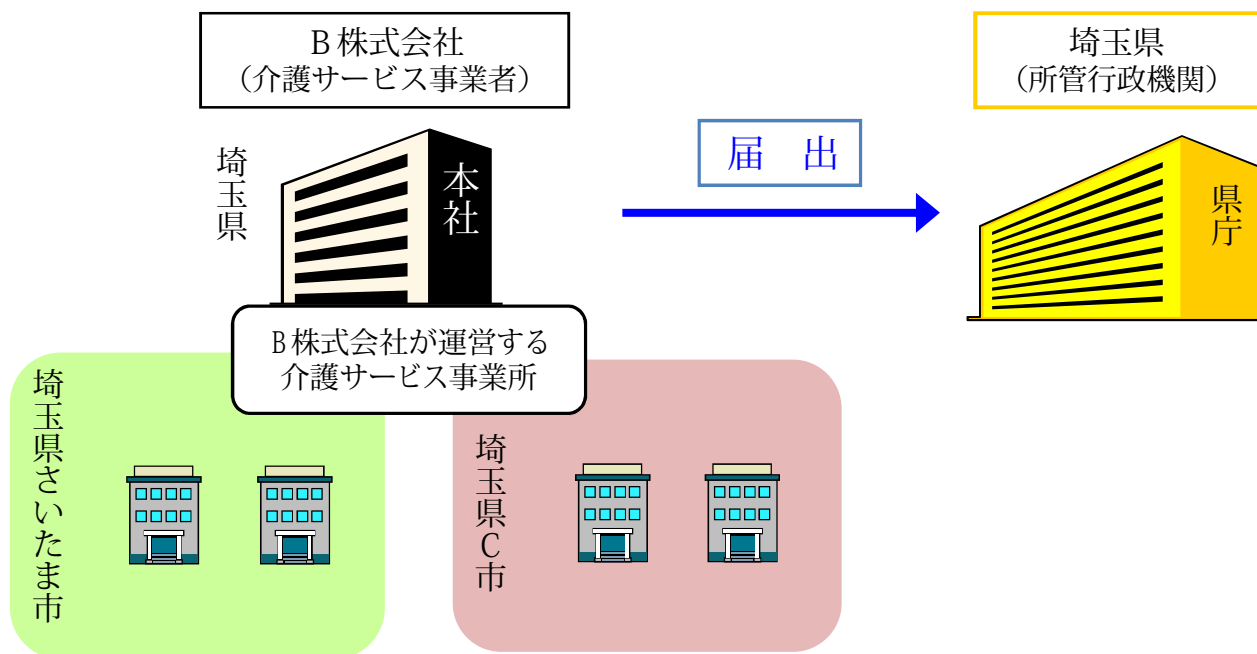 B株式会社
（介護サービス事業者）
埼玉県
（所管行政機関）
届　出
埼玉県
本社
県庁
B株式会社が運営する
介護サービス事業所
埼玉県さいたま市
埼玉県C市